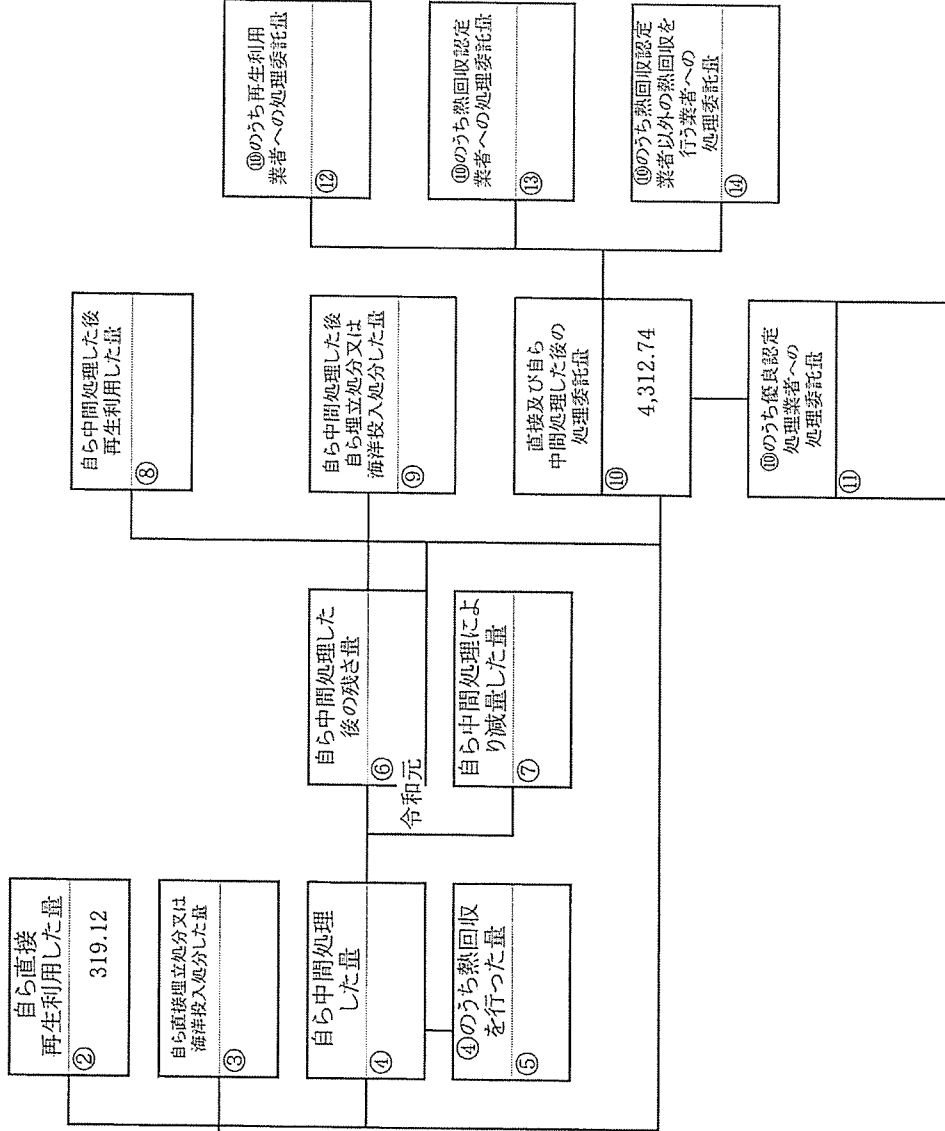 自ら直接
再生利用した量
②
319.12
自ら直接埋立処分又は
海洋投入処分した量
③
自ら中間処理
した量
④
④のうち熱回収
を行った量
⑤
自ら中間処理した
後の残さ量
⑥
令和元
自ら中間処理によ
り減量した量
⑦
自ら中間処理した後
再生利用した量
⑧
自ら中間処理した後
自ら埋立処分又は
海洋投入処分した量
⑨
直接及び自ら
中間処理した後の
処理委託量
⑩
4,312.74
⑩のうち優良認定
処理業者への
処理委託量
⑪
⑩のうち再生利用
業者への処理委託量
⑫
⑩のうち熱回収認定
業者への処理委託量
⑬
⑩のうち熱回収認定
業者以外の熱回収を
行う業者への
処理委託量
⑭